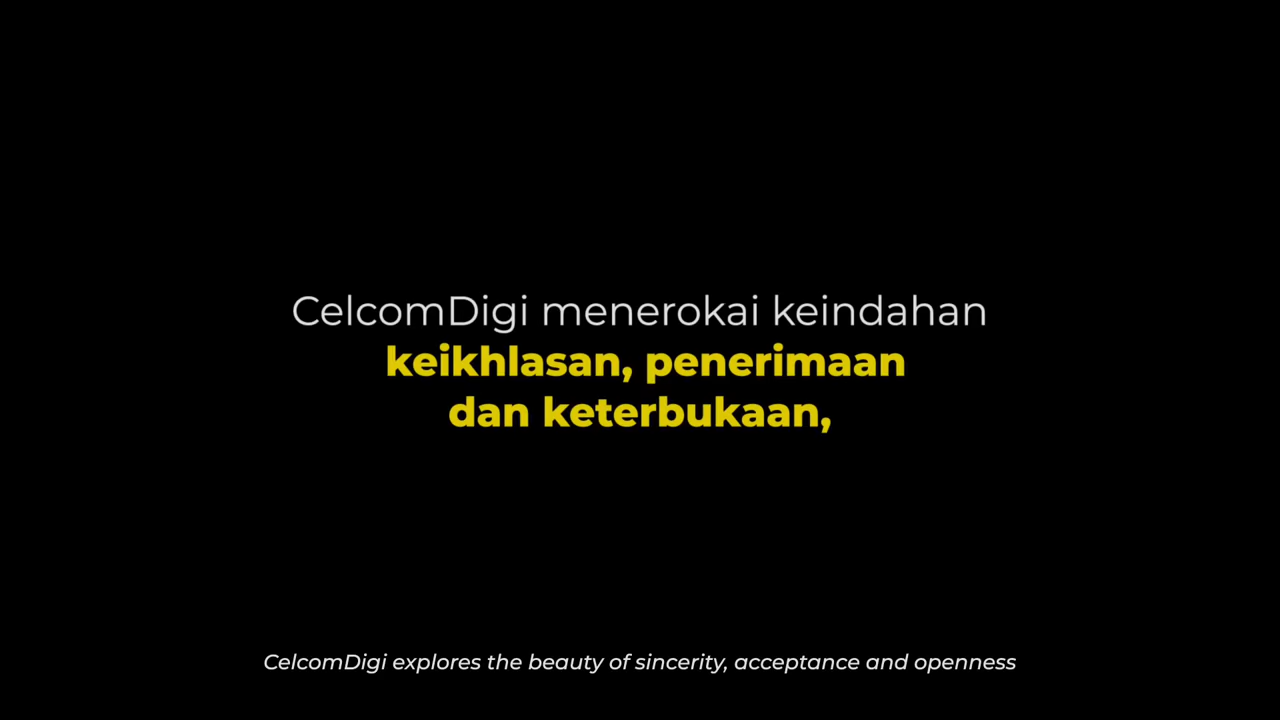 CelcomDigi menerokai keindahan
keikhlasan, penerimaan
dan keterbukaan,
CelcomDigi explores the beauty of sincerity, acceptance and openness